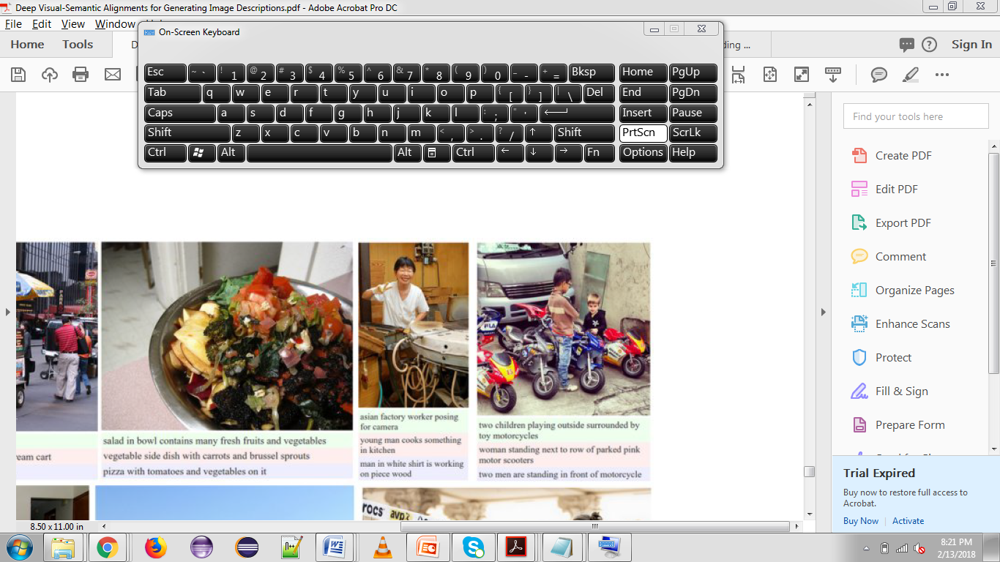 Deep Visual-Semantic Alignments for Generating Image Descriptions.pdf - Adobe Acrobat Pro DC
File Edit View Window
On-Screen Keyboard
Home Tools
D
ding ...
Sign In
Esc ~ ` ! 1 @ 2 # 3 $ 4 % 5 ^ 6 & 7 * 8 ( 9 ) 0 _ - + = Bksp Home PgUp
Tab q w e r t y u i o p { [ } ] | \ Del End PgDn
Caps a s d f g h j k l : ; " ' Insert Pause
Shift z x c v b n m < , > . ? / ↑ Shift PrtScn ScrLk
Ctrl Alt Alt Ctrl ← ↓ → Fn Options Help
Find your tools here
Create PDF
Edit PDF
Export PDF
Comment
Organize Pages
Enhance Scans
Protect
Fill & Sign
Prepare Form
FILA
eam cart
salad in bowl contains many fresh fruits and vegetables
vegetable side dish with carrots and brussel sprouts
pizza with tomatoes and vegetables on it
asian factory worker posing
for camera
young man cooks something
in kitchen
man in white shirt is working
on piece wood
two children playing outside surrounded by
toy motorcycles
woman standing next to row of parked pink
motor scooters
two men are standing in front of motorcycle
rocs
Trial Expired
Buy now to restore full access to
Acrobat.
Buy Now | Activate
8.50 x 11.00 in
N++
W
P
S
8:21 PM
2/13/2018